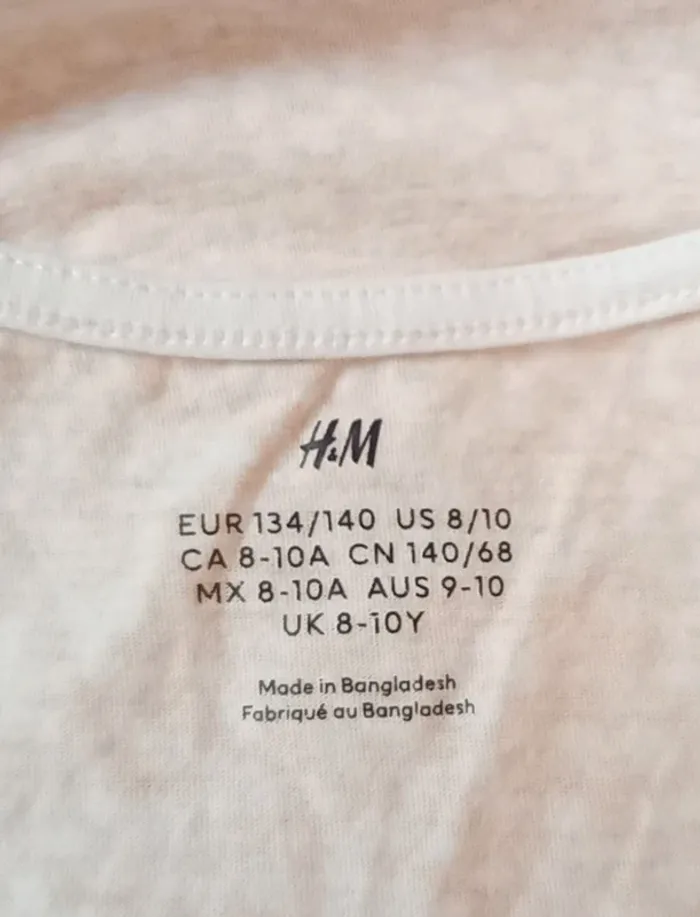 H&M
EUR 134/140 US 8/10
CA 8-10A CN 140/68
MX 8-10A AUS 9-10
UK 8-10Y
Made in Bangladesh
Fabriqué au Bangladesh